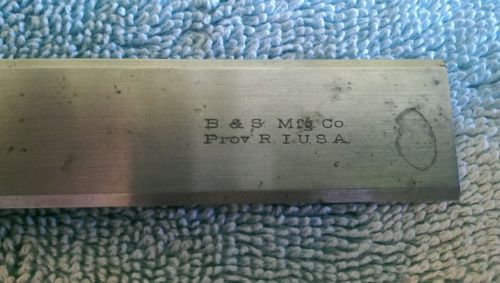 B. & S. Mfg Co.
Prov. R. I. U. S. A.